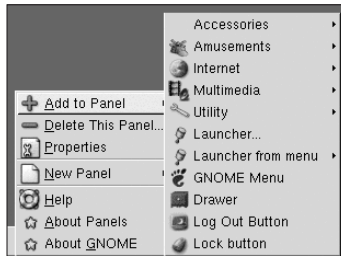 Add to Panel
Delete This Panel...
Properties
New Panel
Help
About Panels
About GNOME
Accessories
Amusements
Internet
Multimedia
Utility
Launcher...
Launcher from menu
GNOME Menu
Drawer
Log Out Button
Lock button